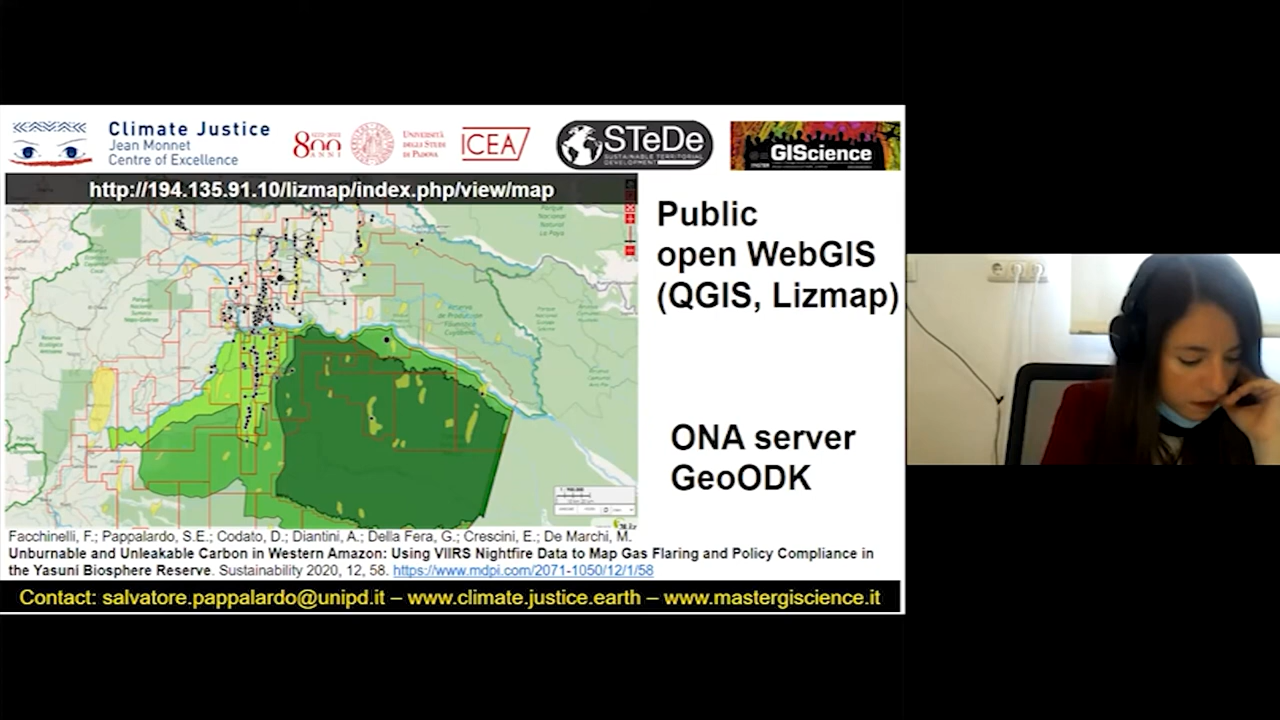 Climate Justice
Jean Monnet
Centre of Excellence
1222·2022
800
ANNI
UNIVERSITÀ
DEGLI STUDI
DI PADOVA
ICEA
STeDe
SUSTAINABLE TERRITORIAL
DEVELOPMENT
GIScience
http://194.135.91.10/lizmap/index.php/view/map
Public
open WebGIS
(QGIS, Lizmap)
ONA server
GeoODK
Facchinelli, F.; Pappalardo, S.E.; Codato, D.; Diantini, A.; Della Fera, G.; Crescini, E.; De Marchi, M.
Unburnable and Unleakable Carbon in Western Amazon: Using VIIRS Nightfire Data to Map Gas Flaring and Policy Compliance in
the Yasuni Biosphere Reserve. Sustainability 2020, 12, 58. https://www.mdpi.com/2071-1050/12/1/58
Contact: salvatore.pappalardo@unipd.it – www.climate.justice.earth – www.mastergiscience.it